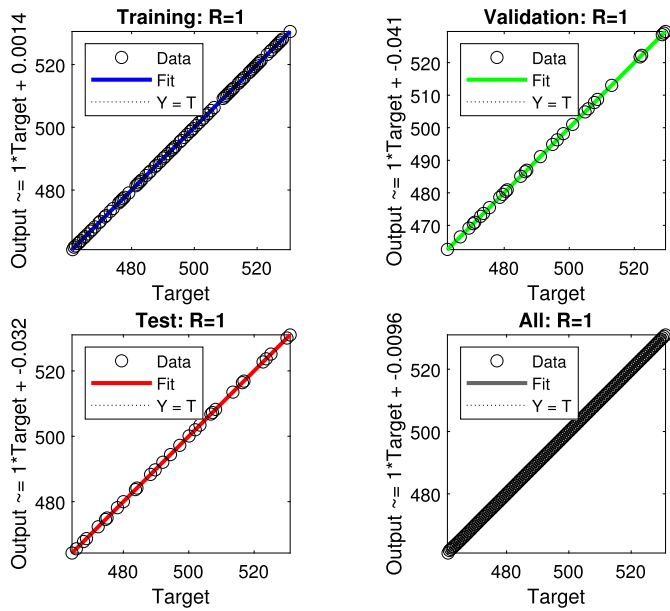 Training: R=1
Output ~= 1*Target + 0.0014
520
500
480
Data
Fit
Y = T
480
500
520
Target
Validation: R=1
Output ~= 1*Target + -0.041
520
510
500
490
480
470
Data
Fit
Y = T
480
500
520
Target
Test: R=1
Output ~= 1*Target + -0.032
520
500
480
Data
Fit
Y = T
480
500
520
Target
All: R=1
Output ~= 1*Target + -0.0096
520
500
480
Data
Fit
Y = T
480
500
520
Target